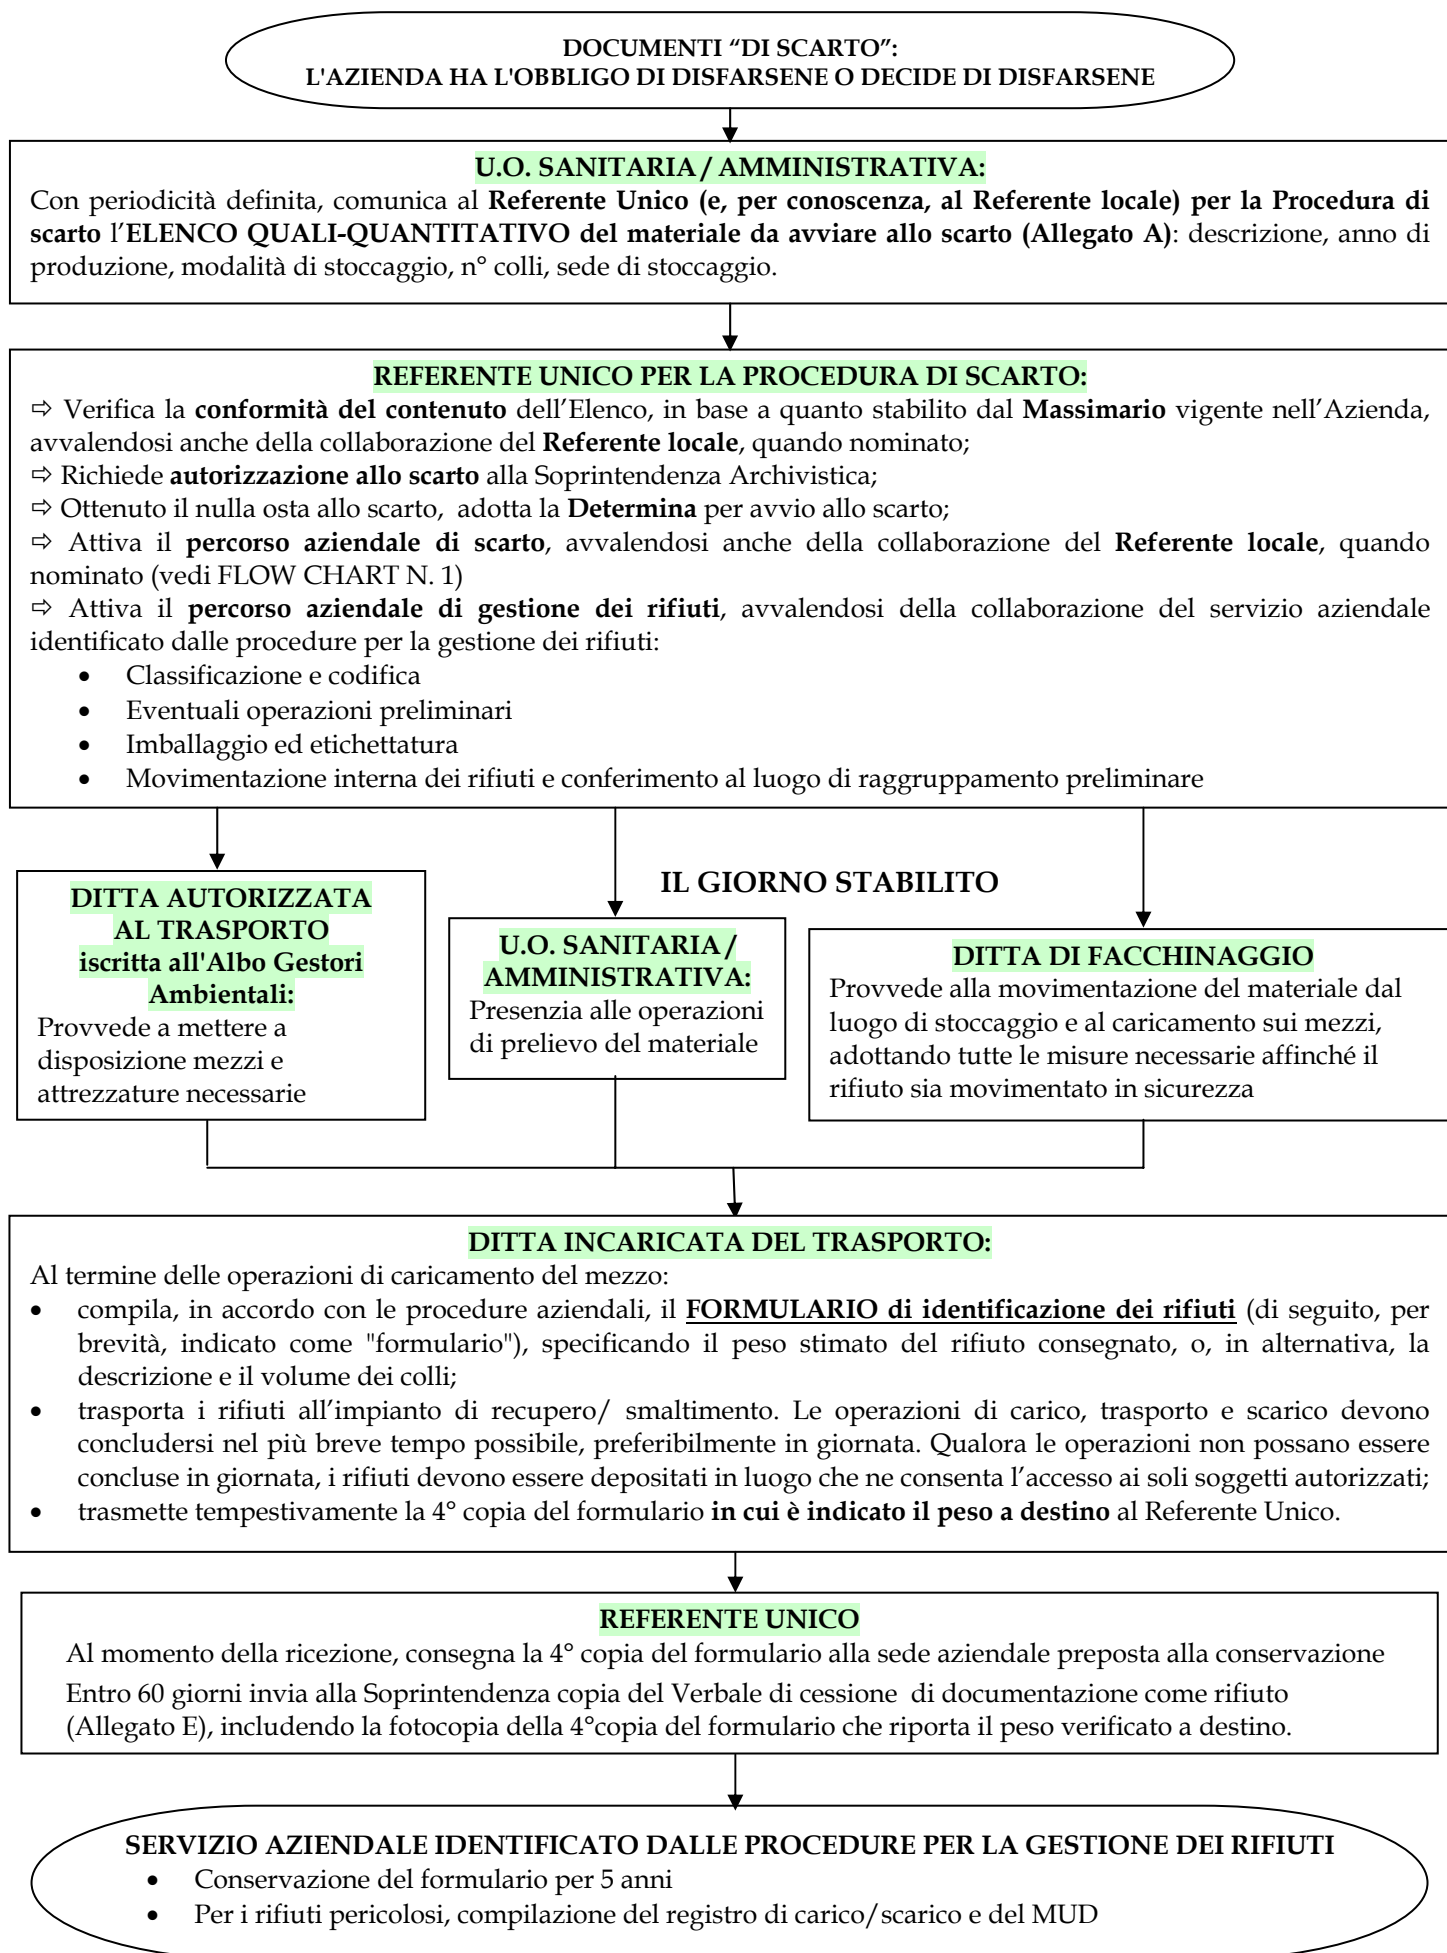 DOCUMENTI “DI SCARTO”:
L'AZIENDA HA L'OBBLIGO DI DISFARSENE O DECIDE DI DISFARSENE
U.O. SANITARIA / AMMINISTRATIVA:
Con periodicità definita, comunica al Referente Unico (e, per conoscenza, al Referente locale) per la Procedura di
scarto l’ELENCO QUALI-QUANTITATIVO del materiale da avviare allo scarto (Allegato A): descrizione, anno di
produzione, modalità di stoccaggio, n° colli, sede di stoccaggio.
REFERENTE UNICO PER LA PROCEDURA DI SCARTO:
⇨ Verifica la conformità del contenuto dell’Elenco, in base a quanto stabilito dal Massimario vigente nell’Azienda,
avvalendosi anche della collaborazione del Referente locale, quando nominato;
⇨ Richiede autorizzazione allo scarto alla Soprintendenza Archivistica;
⇨ Ottenuto il nulla osta allo scarto, adotta la Determina per avvio allo scarto;
⇨ Attiva il percorso aziendale di scarto, avvalendosi anche della collaborazione del Referente locale, quando
nominato (vedi FLOW CHART N. 1)
⇨ Attiva il percorso aziendale di gestione dei rifiuti, avvalendosi della collaborazione del servizio aziendale
identificato dalle procedure per la gestione dei rifiuti:
• Classificazione e codifica
• Eventuali operazioni preliminari
• Imballaggio ed etichettatura
• Movimentazione interna dei rifiuti e conferimento al luogo di raggruppamento preliminare
IL GIORNO STABILITO
DITTA AUTORIZZATA
AL TRASPORTO
iscritta all'Albo Gestori
Ambientali:
Provvede a mettere a
disposizione mezzi e
attrezzature necessarie
U.O. SANITARIA /
AMMINISTRATIVA:
Presenzia alle operazioni
di prelievo del materiale
DITTA DI FACCHINAGGIO
Provvede alla movimentazione del materiale dal
luogo di stoccaggio e al caricamento sui mezzi,
adottando tutte le misure necessarie affinché il
rifiuto sia movimentato in sicurezza
DITTA INCARICATA DEL TRASPORTO:
Al termine delle operazioni di caricamento del mezzo:
• compila, in accordo con le procedure aziendali, il FORMULARIO di identificazione dei rifiuti (di seguito, per
brevità, indicato come "formulario"), specificando il peso stimato del rifiuto consegnato, o, in alternativa, la
descrizione e il volume dei colli;
• trasporta i rifiuti all’impianto di recupero/ smaltimento. Le operazioni di carico, trasporto e scarico devono
concludersi nel più breve tempo possibile, preferibilmente in giornata. Qualora le operazioni non possano essere
concluse in giornata, i rifiuti devono essere depositati in luogo che ne consenta l’accesso ai soli soggetti autorizzati;
• trasmette tempestivamente la 4° copia del formulario in cui è indicato il peso a destino al Referente Unico.
REFERENTE UNICO
Al momento della ricezione, consegna la 4° copia del formulario alla sede aziendale preposta alla conservazione
Entro 60 giorni invia alla Soprintendenza copia del Verbale di cessione di documentazione come rifiuto
(Allegato E), includendo la fotocopia della 4°copia del formulario che riporta il peso verificato a destino.
SERVIZIO AZIENDALE IDENTIFICATO DALLE PROCEDURE PER LA GESTIONE DEI RIFIUTI
• Conservazione del formulario per 5 anni
• Per i rifiuti pericolosi, compilazione del registro di carico/scarico e del MUD